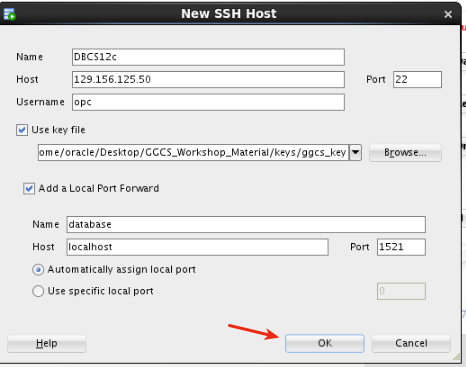 New SSH Host
Name DBCS12c
Host 129.156.125.50 Port 22
Username opc
Use key file
ome/oracle/Desktop/GGCS_Workshop_Material/keys/ggcs_key Browse...
Add a Local Port Forward
Name database
Host localhost Port 1521
Automatically assign local port
Use specific local port 0
Help OK Cancel